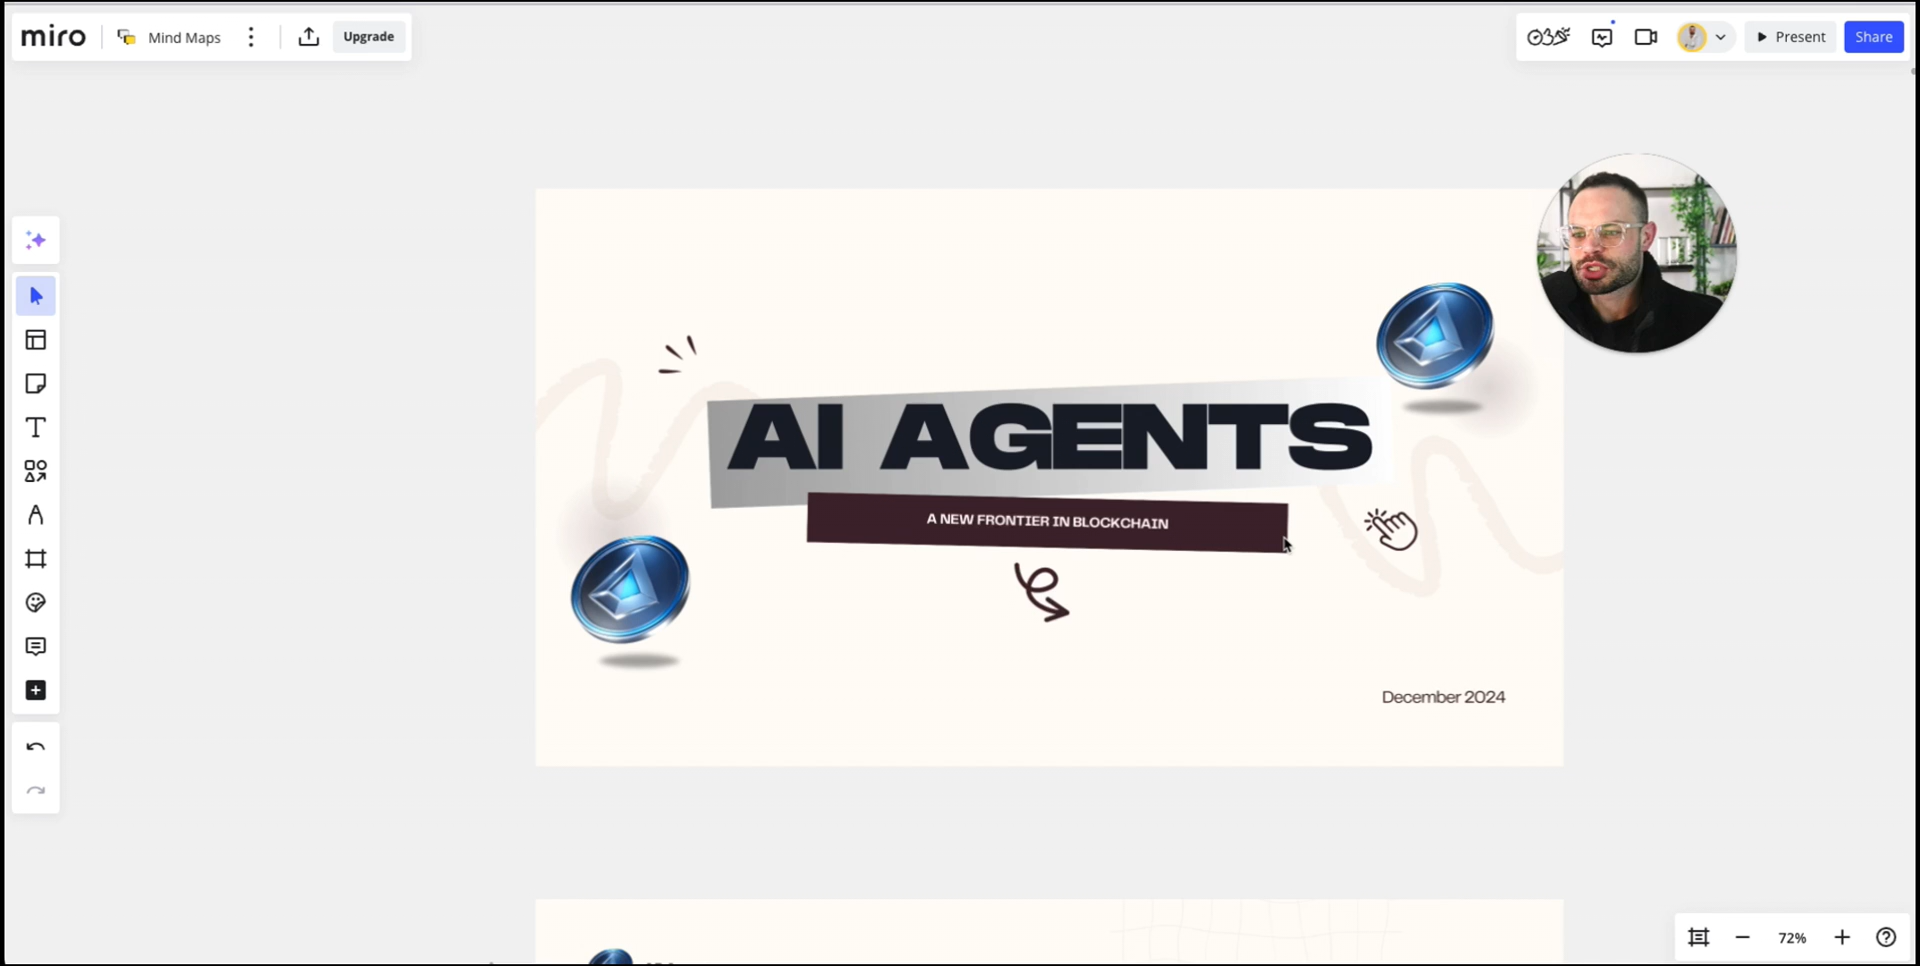 miro
Mind Maps
Upgrade
Present
Share
AI AGENTS
A NEW FRONTIER IN BLOCKCHAIN
December 2024
72%